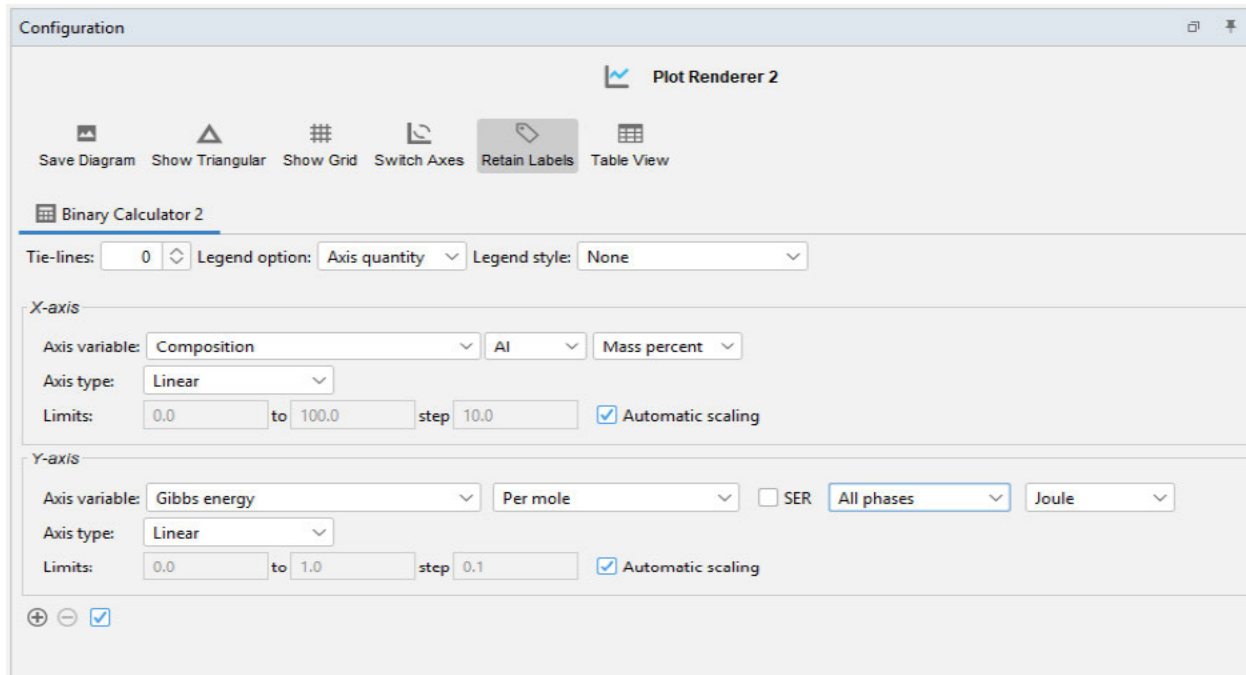 Configuration
Plot Renderer 2
Save Diagram Show Triangular Show Grid Switch Axes Retain Labels Table View
Binary Calculator 2
Tie-lines: 0 Legend option: Axis quantity Legend style: None
X-axis
Axis variable: Composition Al Mass percent
Axis type: Linear
Limits: 0.0 to 100.0 step 10.0 Automatic scaling
Y-axis
Axis variable: Gibbs energy Per mole SER All phases Joule
Axis type: Linear
Limits: 0.0 to 1.0 step 0.1 Automatic scaling